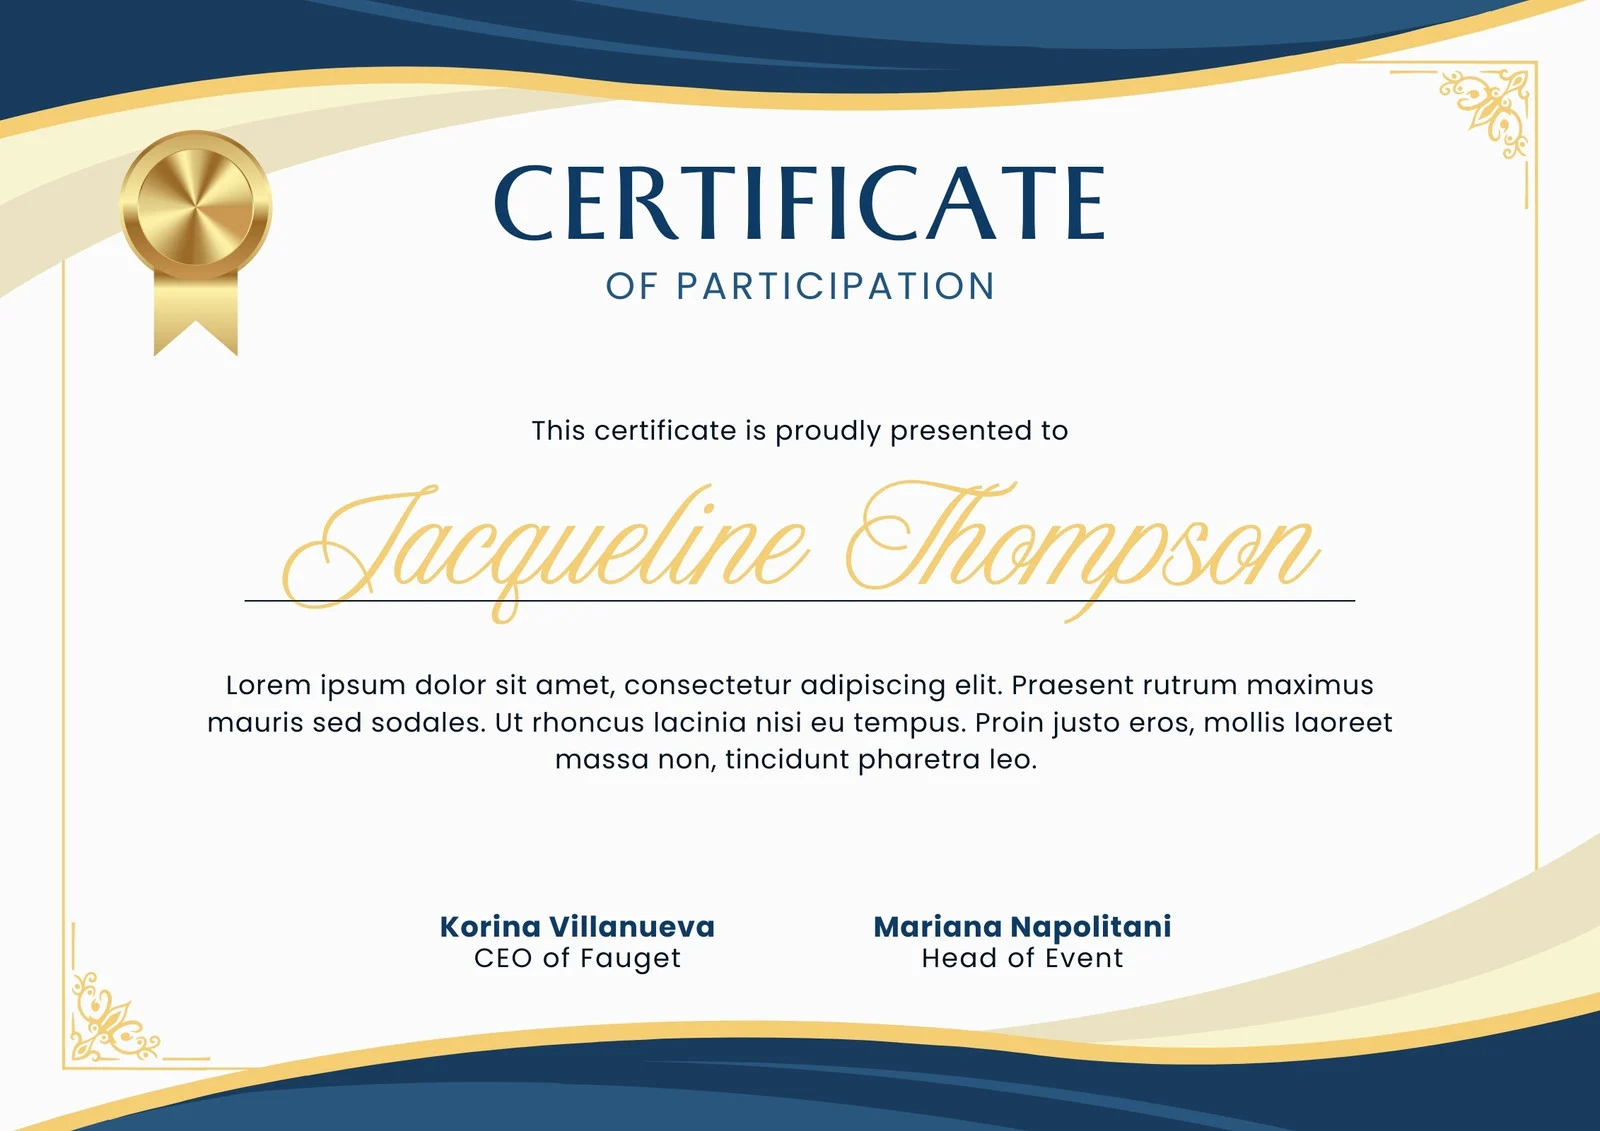 CERTIFICATE
OF PARTICIPATION
This certificate is proudly presented to
Jacqueline Thompson
Lorem ipsum dolor sit amet, consectetur adipiscing elit. Praesent rutrum maximus
mauris sed sodales. Ut rhoncus lacinia nisi eu tempus. Proin justo eros, mollis laoreet
massa non, tincidunt pharetra leo.
Korina Villanueva
CEO of Fauget
Mariana Napolitani
Head of Event